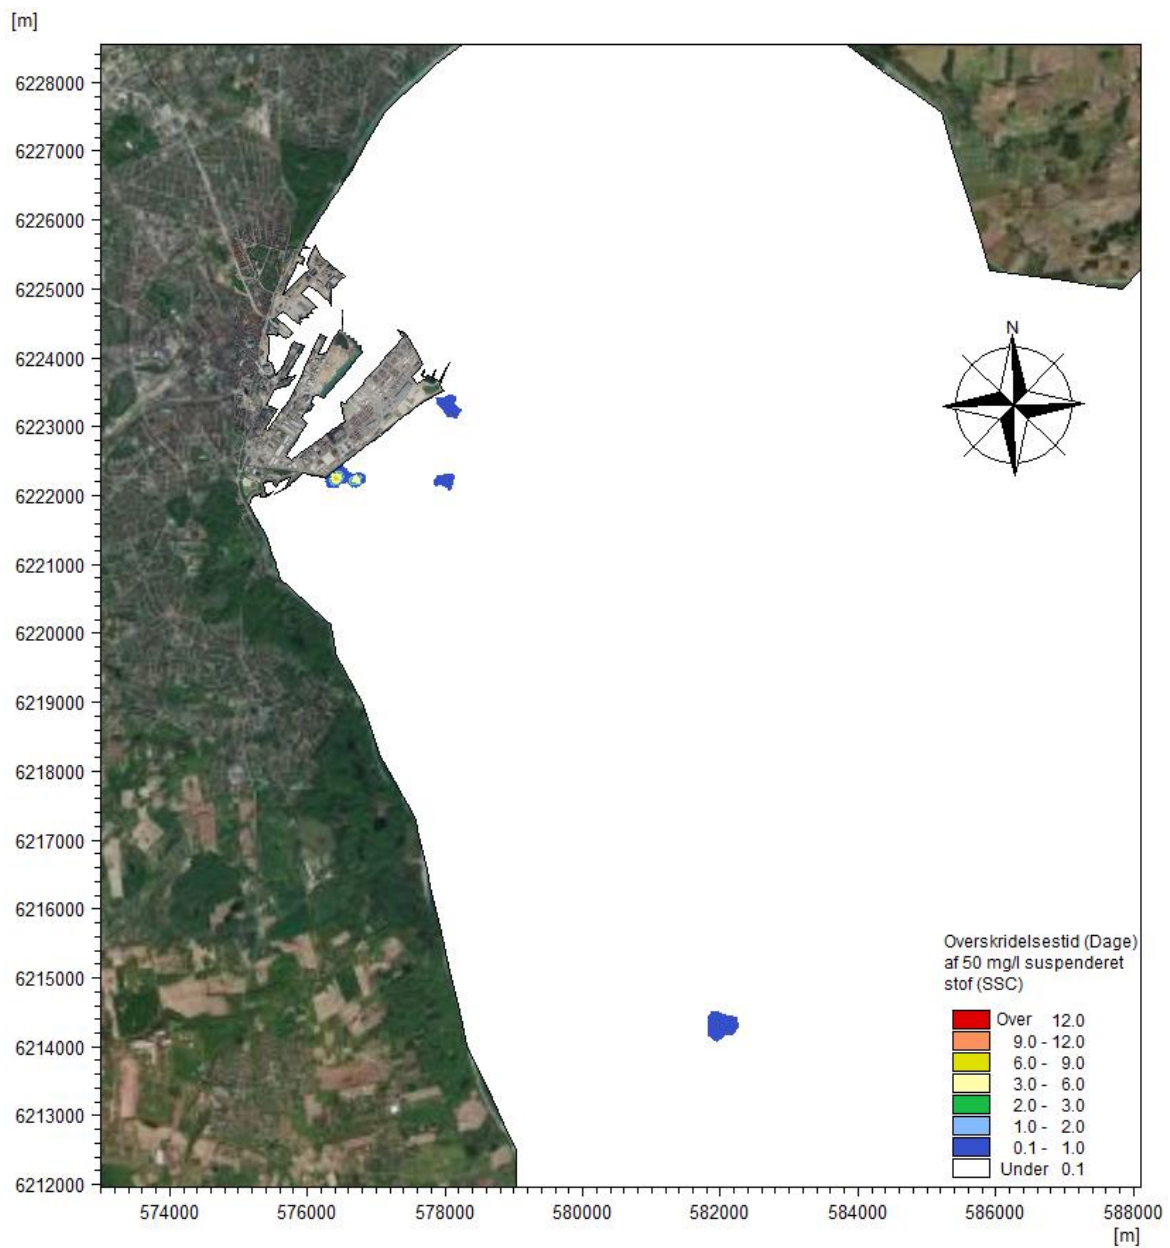 [m]
6228000
6227000
6226000
6225000
6224000
6223000
6222000
6221000
6220000
6219000
6218000
6217000
6216000
6215000
6214000
6213000
6212000
N
Overskridelsestid (Dage)
af 50 mg/l suspenderet
stof (SSC)
Over 12.0
9.0 - 12.0
6.0 - 9.0
3.0 - 6.0
2.0 - 3.0
1.0 - 2.0
0.1 - 1.0
Under 0.1
574000 576000 578000 580000 582000 584000 586000 588000
[m]